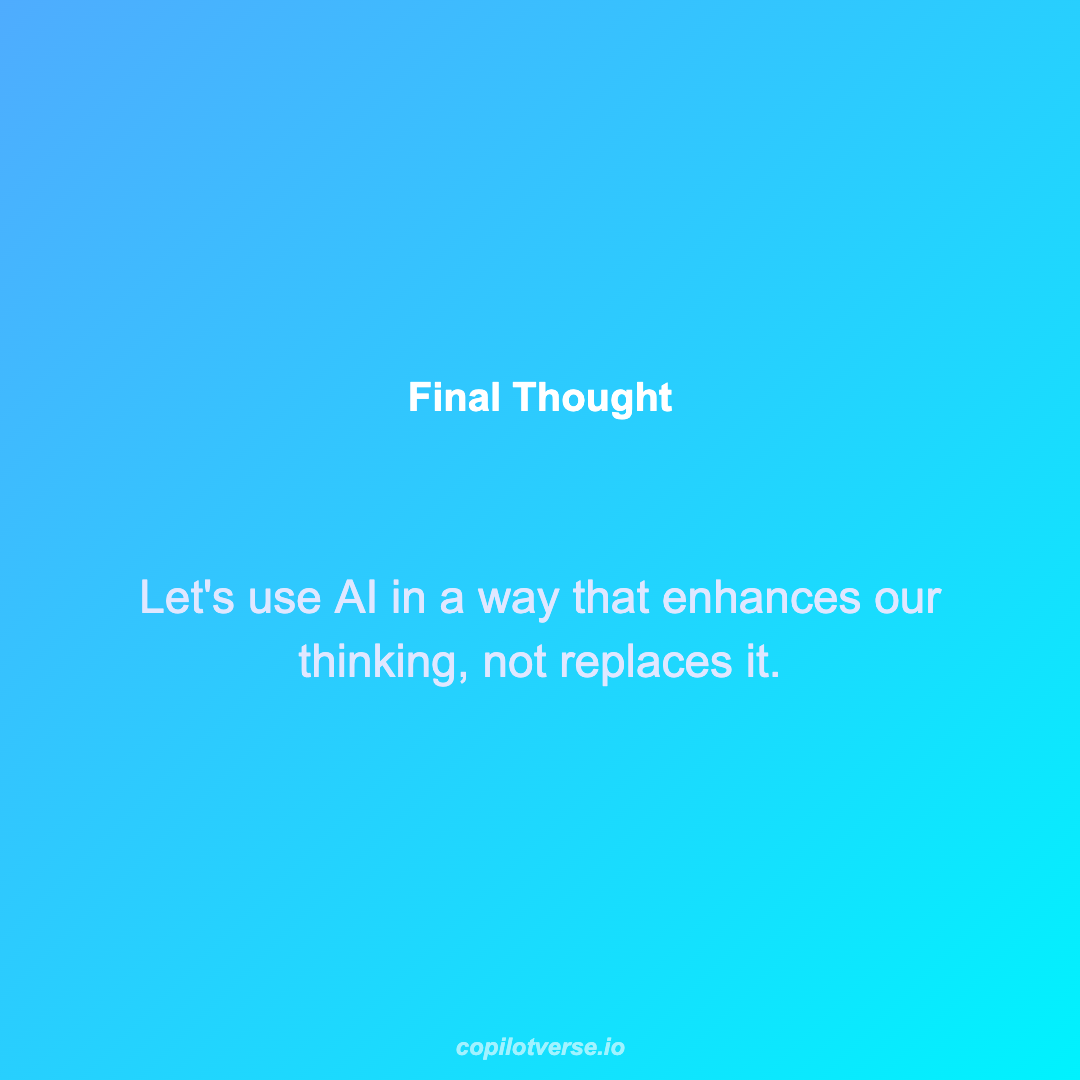 Final Thought
Let's use AI in a way that enhances our
thinking, not replaces it.
copilotverse.io